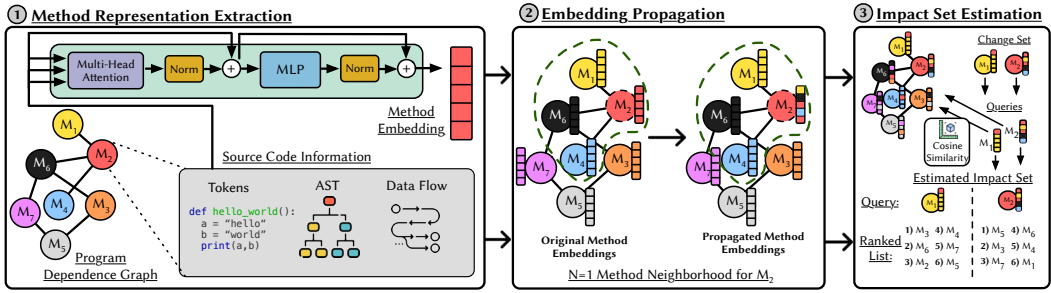 1 Method Representation Extraction
Multi-Head Attention
Norm
+
MLP
Norm
+
Method Embedding
M1
M2
M6
M4
M3
M7
M5
Program Dependence Graph
Source Code Information
Tokens
def hello_world():
a = “hello“
b = “world”
print(a,b)
AST
Data Flow
...
2 Embedding Propagation
M1
M2
M6
M4
M3
M7
M5
Original Method Embeddings
M1
M2
M6
M4
M3
M7
M5
Propagated Method Embeddings
N=1 Method Neighborhood for M2
3 Impact Set Estimation
M1
M2
M6
M4
M3
M7
M5
Change Set
M1 M2
Queries
M1
M2
Cosine Similarity
Estimated Impact Set
Query: M1 M2
Ranked List:
1) M3 4) M4
2) M6 5) M7
3) M2 6) M5
1) M5 4) M6
2) M3 5) M4
3) M7 6) M1